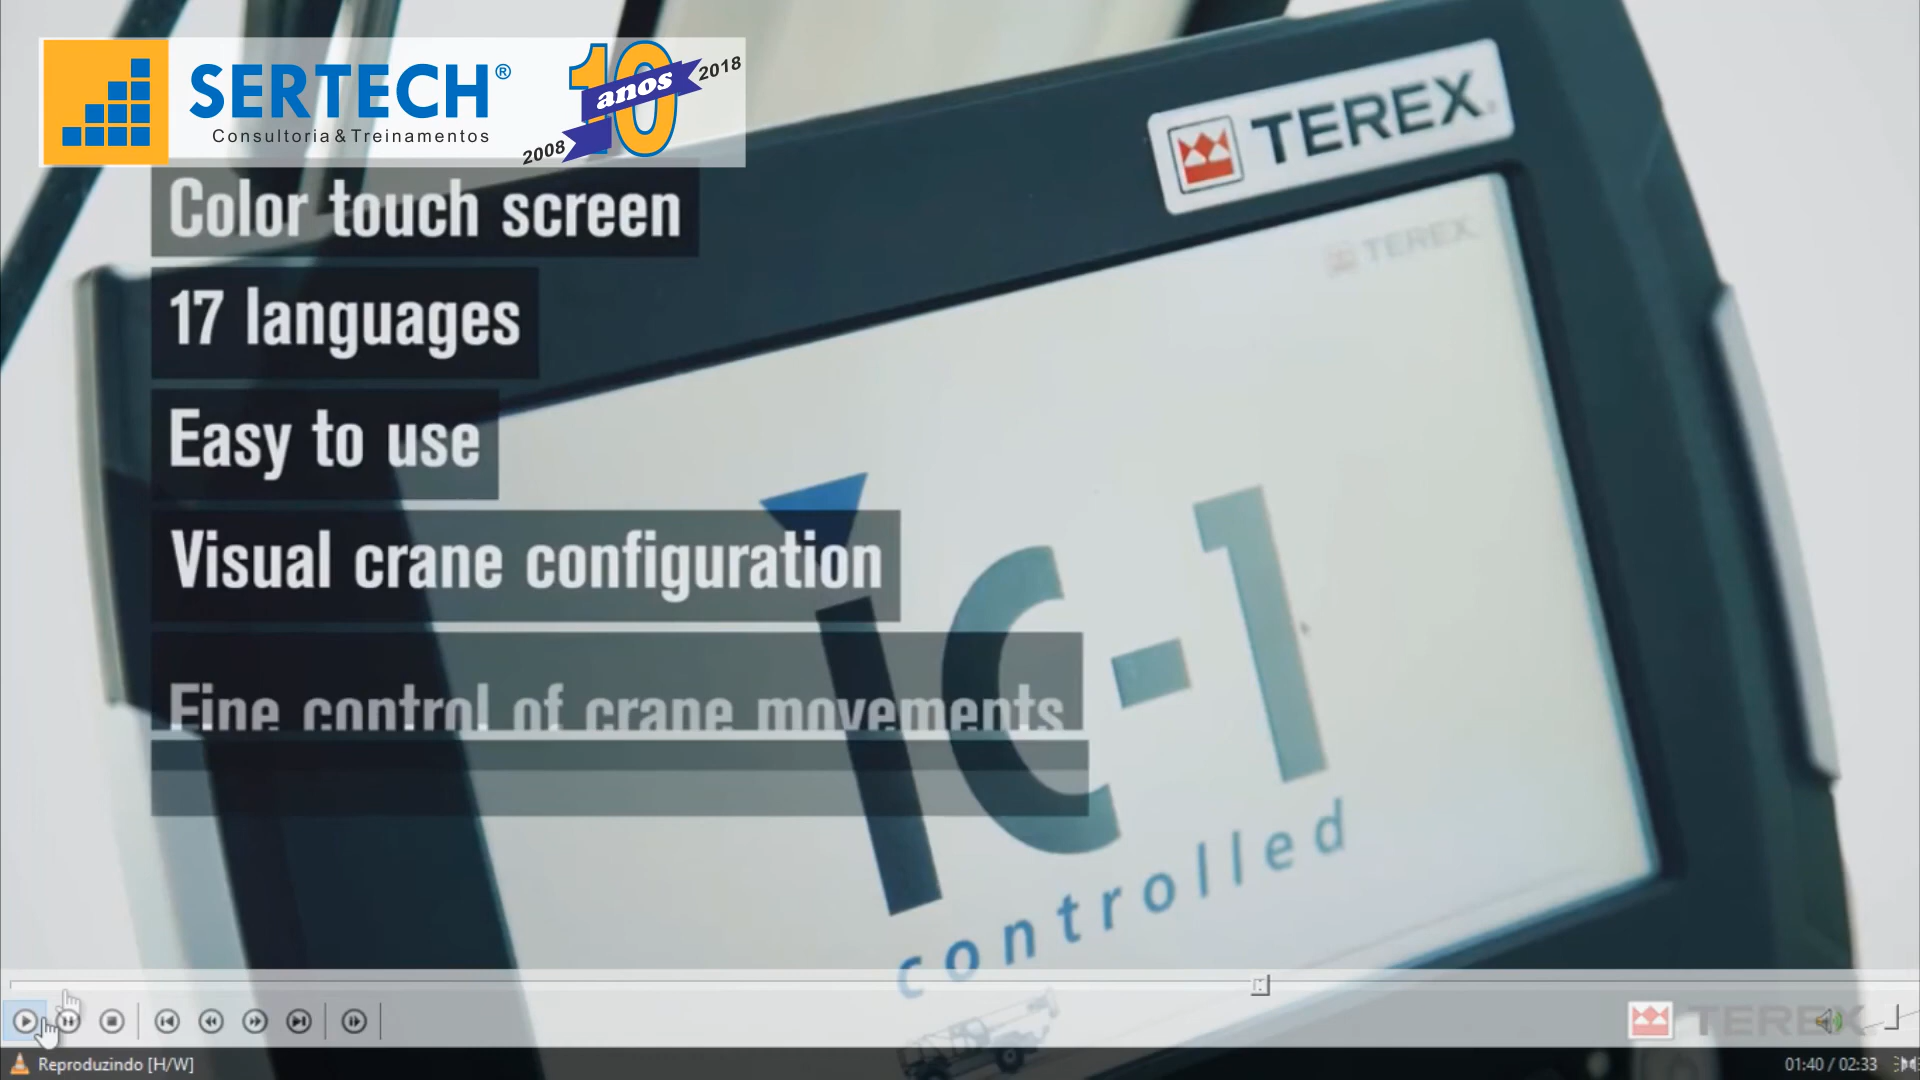 SERTECH®
Consultoria & Treinamentos
2008 10 anos 2018
TEREX
TEREX
Color touch screen
17 languages
Easy to use
Visual crane configuration
Fine control of crane movements
IC-1
controlled
TEREX
Reproduzindo [H/W]
01:40 / 02:33